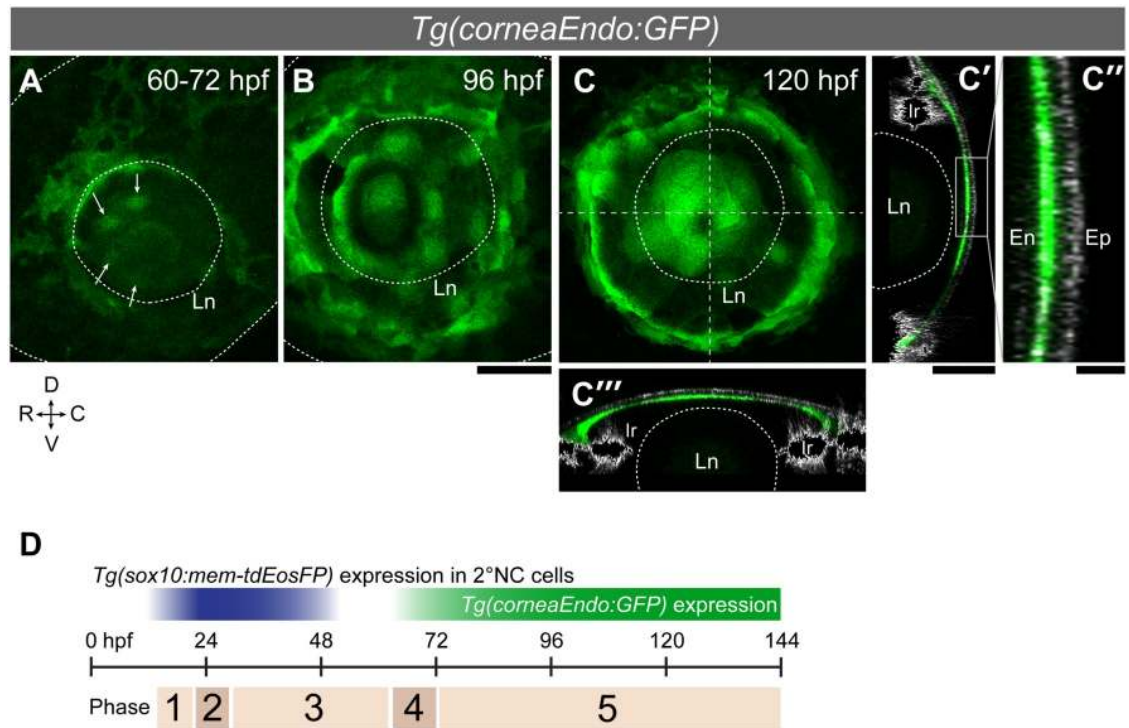 Tg(corneaEndo:GFP)
A 60-72 hpf
Ln
B 96 hpf
Ln
C 120 hpf
Ln
C′
Ir
Ln
C″
En Ep
D
R C
V
C‴
Ir
Ln
Ir
D
Tg(sox10:mem-tdEosFP) expression in 2°NC cells
Tg(corneaEndo:GFP) expression
0 hpf 24 48 72 96 120 144
Phase 1 2 3 4 5